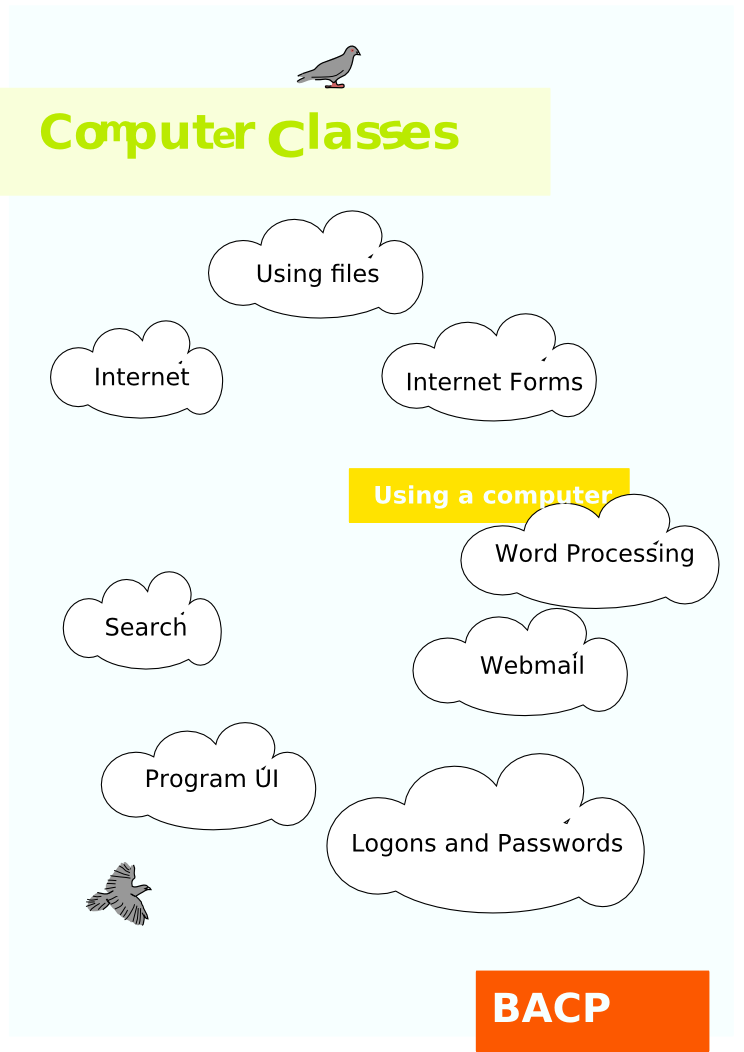 Computer Classes
Using files
Internet
Internet Forms
Using a computer
Word Processing
Search
Webmail
Program UI
Logons and Passwords
BACP